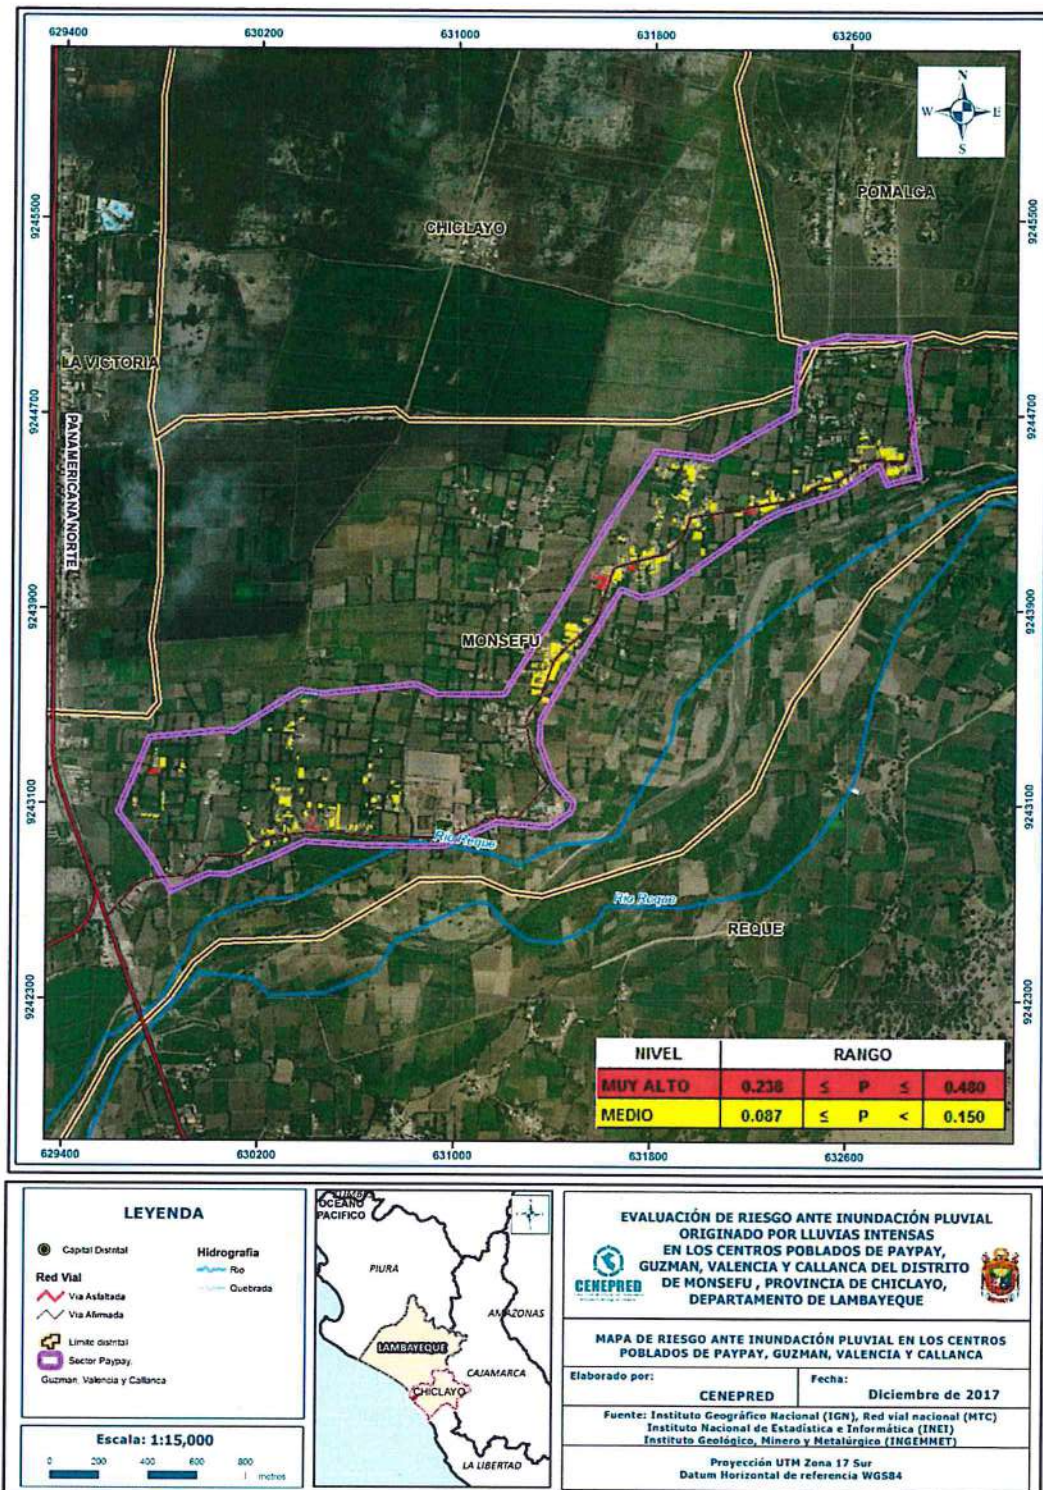 629400 630200 631000 631800 632600
N
W E
S
POMALCA
9245500
CHICLAYO
9245500
LA VICTORIA
9244700
PANAMERICANA NORTE
9244700
9243900
MONSEFU
9243900
9243100
Río Reque
9243100
Río Reque
REQUE
9242300
9242300
NIVEL RANGO
MUY ALTO 0.238 ≤ P ≤ 0.480
MEDIO 0.087 ≤ P < 0.150
629400 630200 631000 631800 632600
LEYENDA
Capital Distrital
Red Vial
Via Asfaltada
Via Afirmada
Limite distrital
Sector Paypay,
Guzman, Valencia y Callanca
Hidrografia
Rio
Quebrada
Escala: 1:15,000
0 200 400 600 800
metros
OCEANO
PACIFICO
PIURA
AMAZONAS
LAMBAYEQUE
CAJAMARCA
CHICLAYO
LA LIBERTAD
EVALUACIÓN DE RIESGO ANTE INUNDACIÓN PLUVIAL
ORIGINADO POR LLUVIAS INTENSAS
EN LOS CENTROS POBLADOS DE PAYPAY,
GUZMAN, VALENCIA Y CALLANCA DEL DISTRITO
DE MONSEFU , PROVINCIA DE CHICLAYO,
DEPARTAMENTO DE LAMBAYEQUE
CENEPRED
MAPA DE RIESGO ANTE INUNDACIÓN PLUVIAL EN LOS CENTROS
POBLADOS DE PAYPAY, GUZMAN, VALENCIA Y CALLANCA
Elaborado por:
CENEPRED
Fecha:
Diciembre de 2017
Fuente: Instituto Geográfico Nacional (IGN), Red vial nacional (MTC)
Instituto Nacional de Estadística e Informática (INEI)
Instituto Geológico, Minero y Metalúrgico (INGEMMET)
Proyección UTM Zona 17 Sur
Datum Horizontal de referencia WGS84